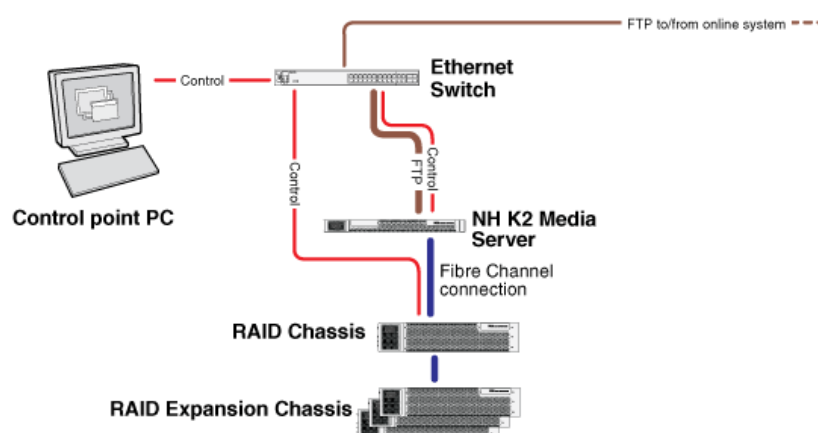 FTP to/from online system
Ethernet
Switch
Control
Control point PC
Control
FTP
Control
NH K2 Media
Server
Fibre Channel
connection
RAID Chassis
RAID Expansion Chassis